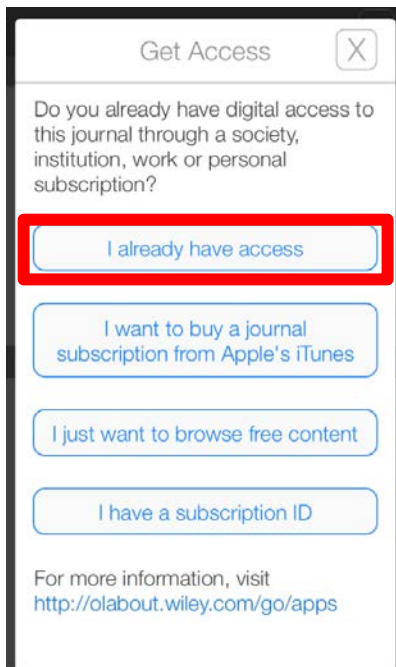 Get Access
X
Do you already have digital access to
this journal through a society,
institution, work or personal
subscription?
I already have access
I want to buy a journal
subscription from Apple's iTunes
I just want to browse free content
I have a subscription ID
For more information, visit
http://olabout.wiley.com/go/apps